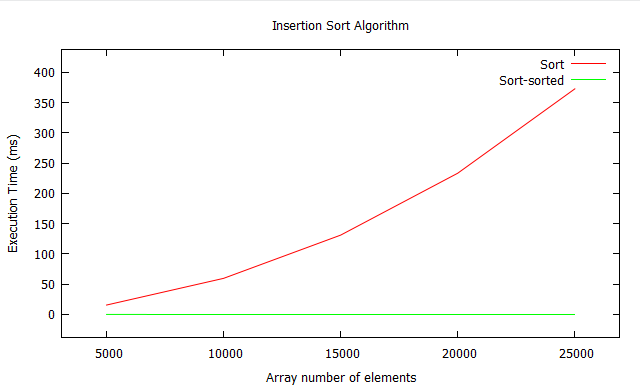 Insertion Sort Algorithm
Sort
Sort-sorted
400
350
300
250
200
150
100
50
0
Execution Time (ms)
5000 10000 15000 20000 25000
Array number of elements